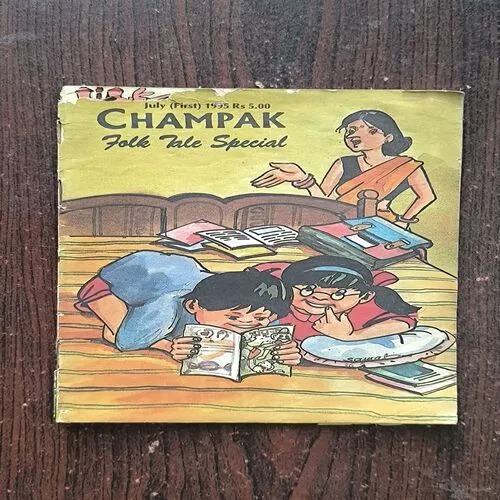 July (First) 1995 Rs 5.00
CHAMPAK
Folk Tale Special